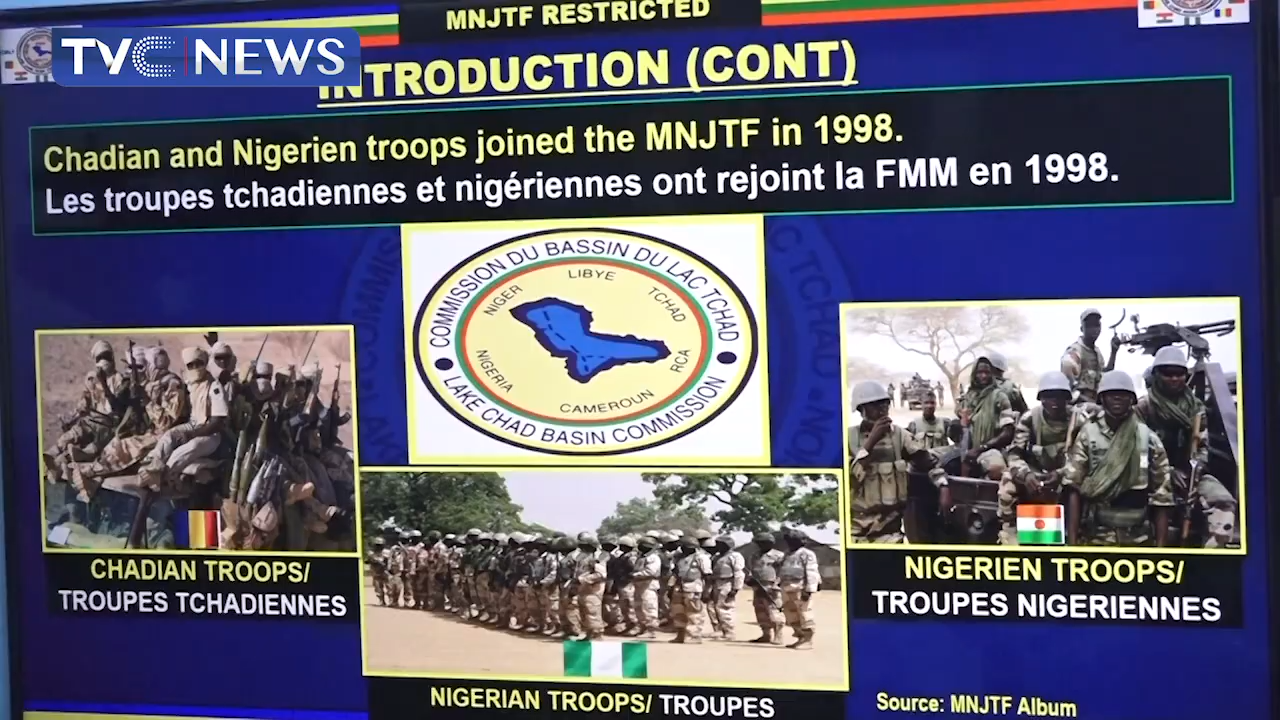 MNJTF RESTRICTED
TVC NEWS
INTRODUCTION (CONT)
Chadian and Nigerien troops joined the MNJTF in 1998.
Les troupes tchadiennes et nigériennes ont rejoint la FMM en 1998.
COMMISSION DU BASSIN DU LAC TCHAD
LIBYE
NIGER
TCHAD
NIGERIA
RCA
CAMEROUN
LAKE CHAD BASIN COMMISSION
CHADIAN TROOPS/
TROUPES TCHADIENNES
NIGERIEN TROOPS/
TROUPES NIGERIENNES
NIGERIAN TROOPS/ TROUPES
Source: MNJTF Album